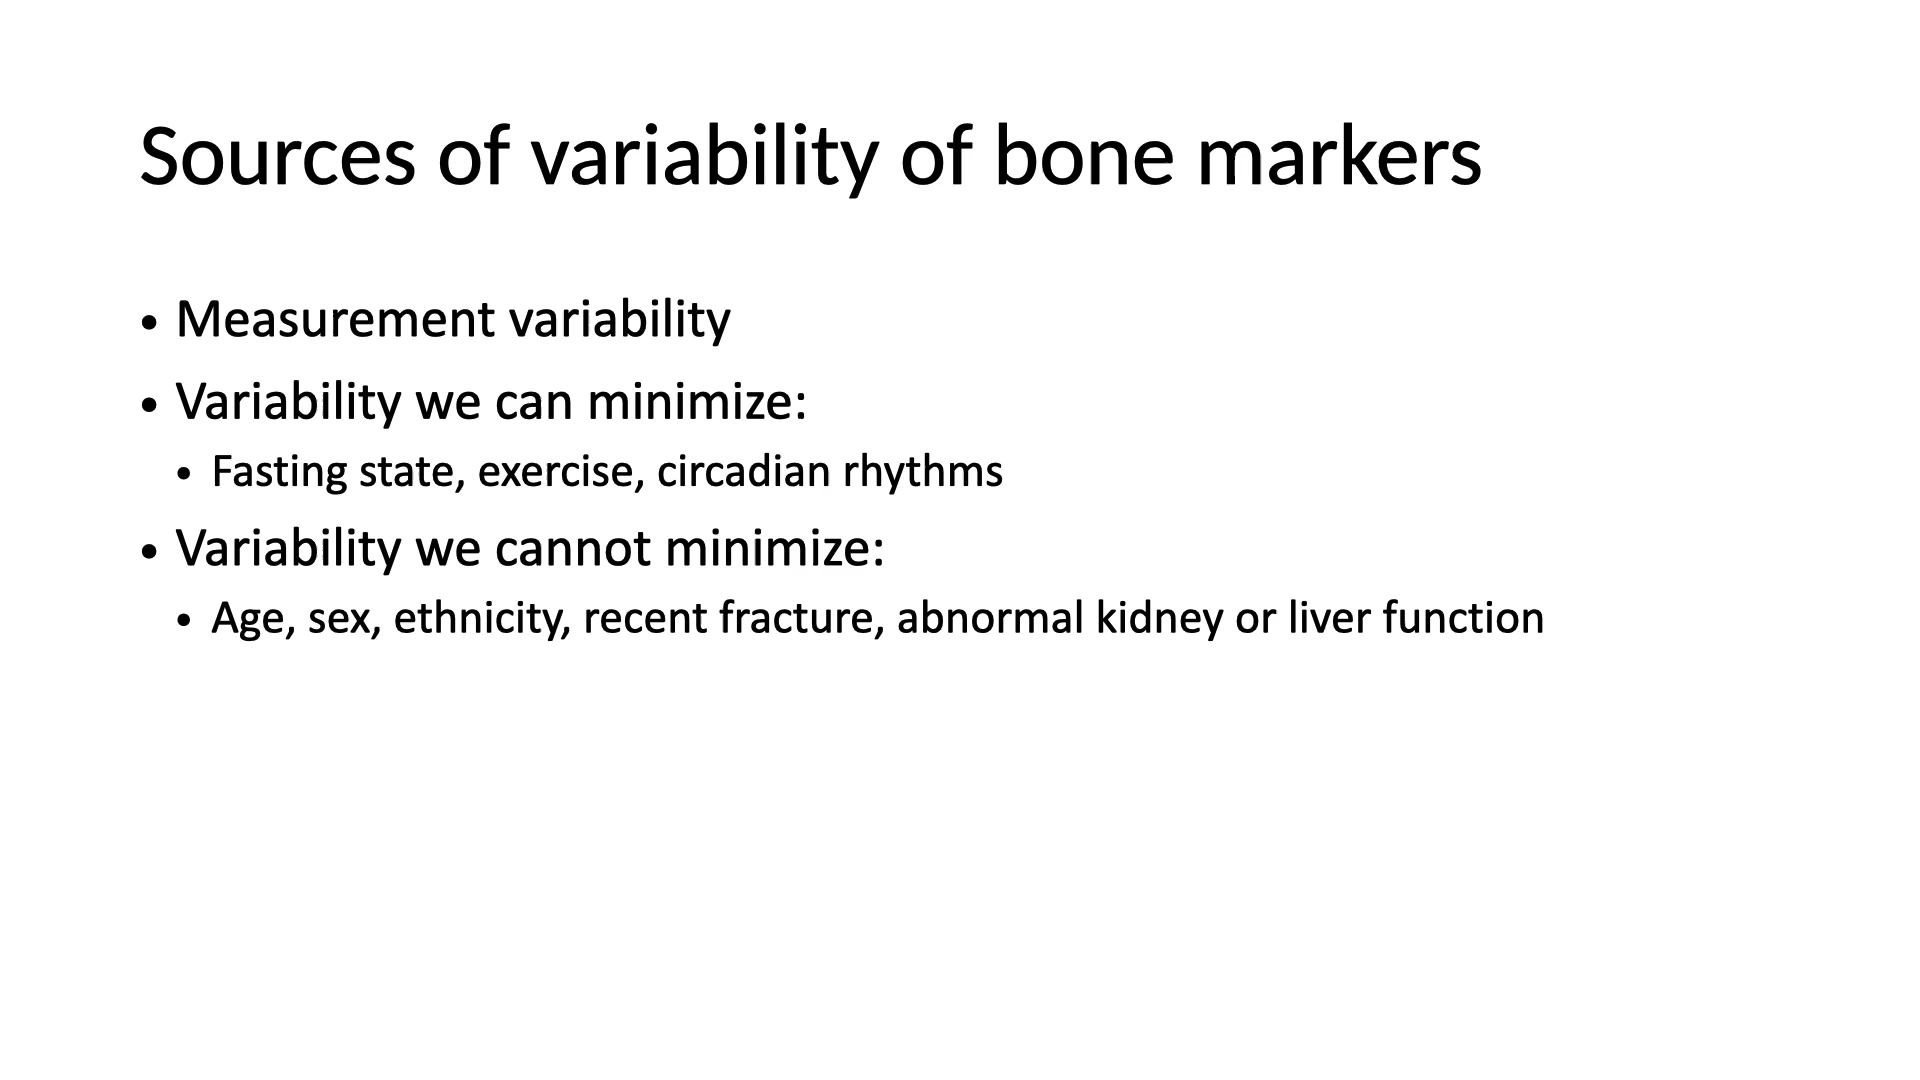 Sources of variability of bone markers
• Measurement variability
• Variability we can minimize:
• Fasting state, exercise, circadian rhythms
• Variability we cannot minimize:
• Age, sex, ethnicity, recent fracture, abnormal kidney or liver function